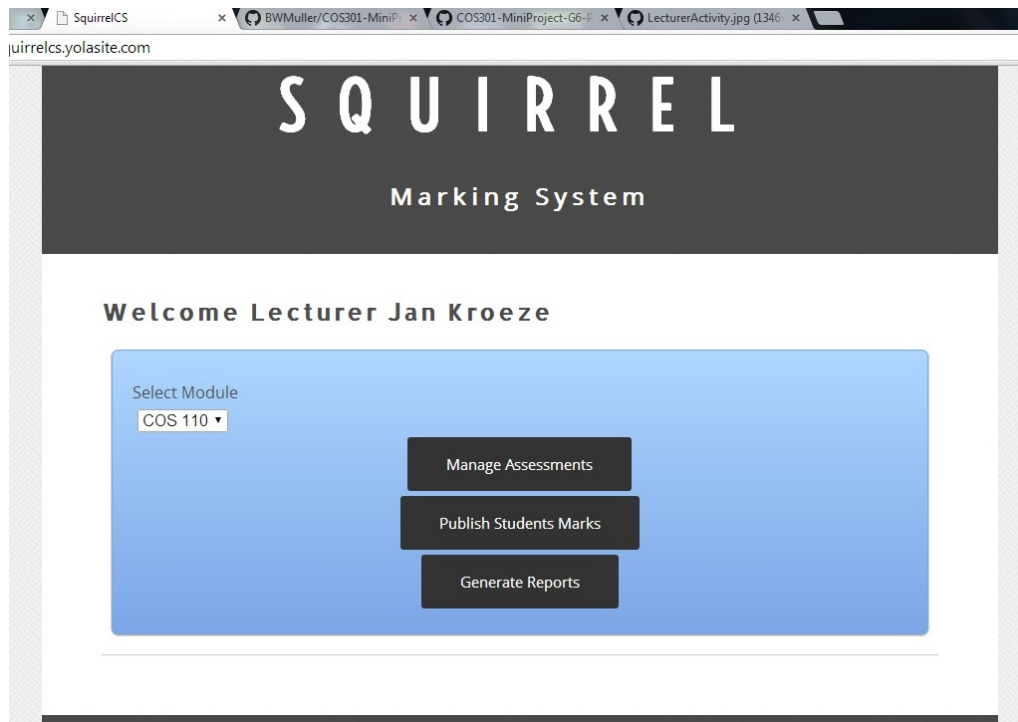 SquirrelCS
BWMuller/COS301-MiniP
COS301-MiniProject-G6-P
LecturerActivity.jpg (1346
quirrelcs.yolasite.com
SQUIRREL
Marking System
Welcome Lecturer Jan Kroeze
Select Module
COS 110
Manage Assessments
Publish Students Marks
Generate Reports